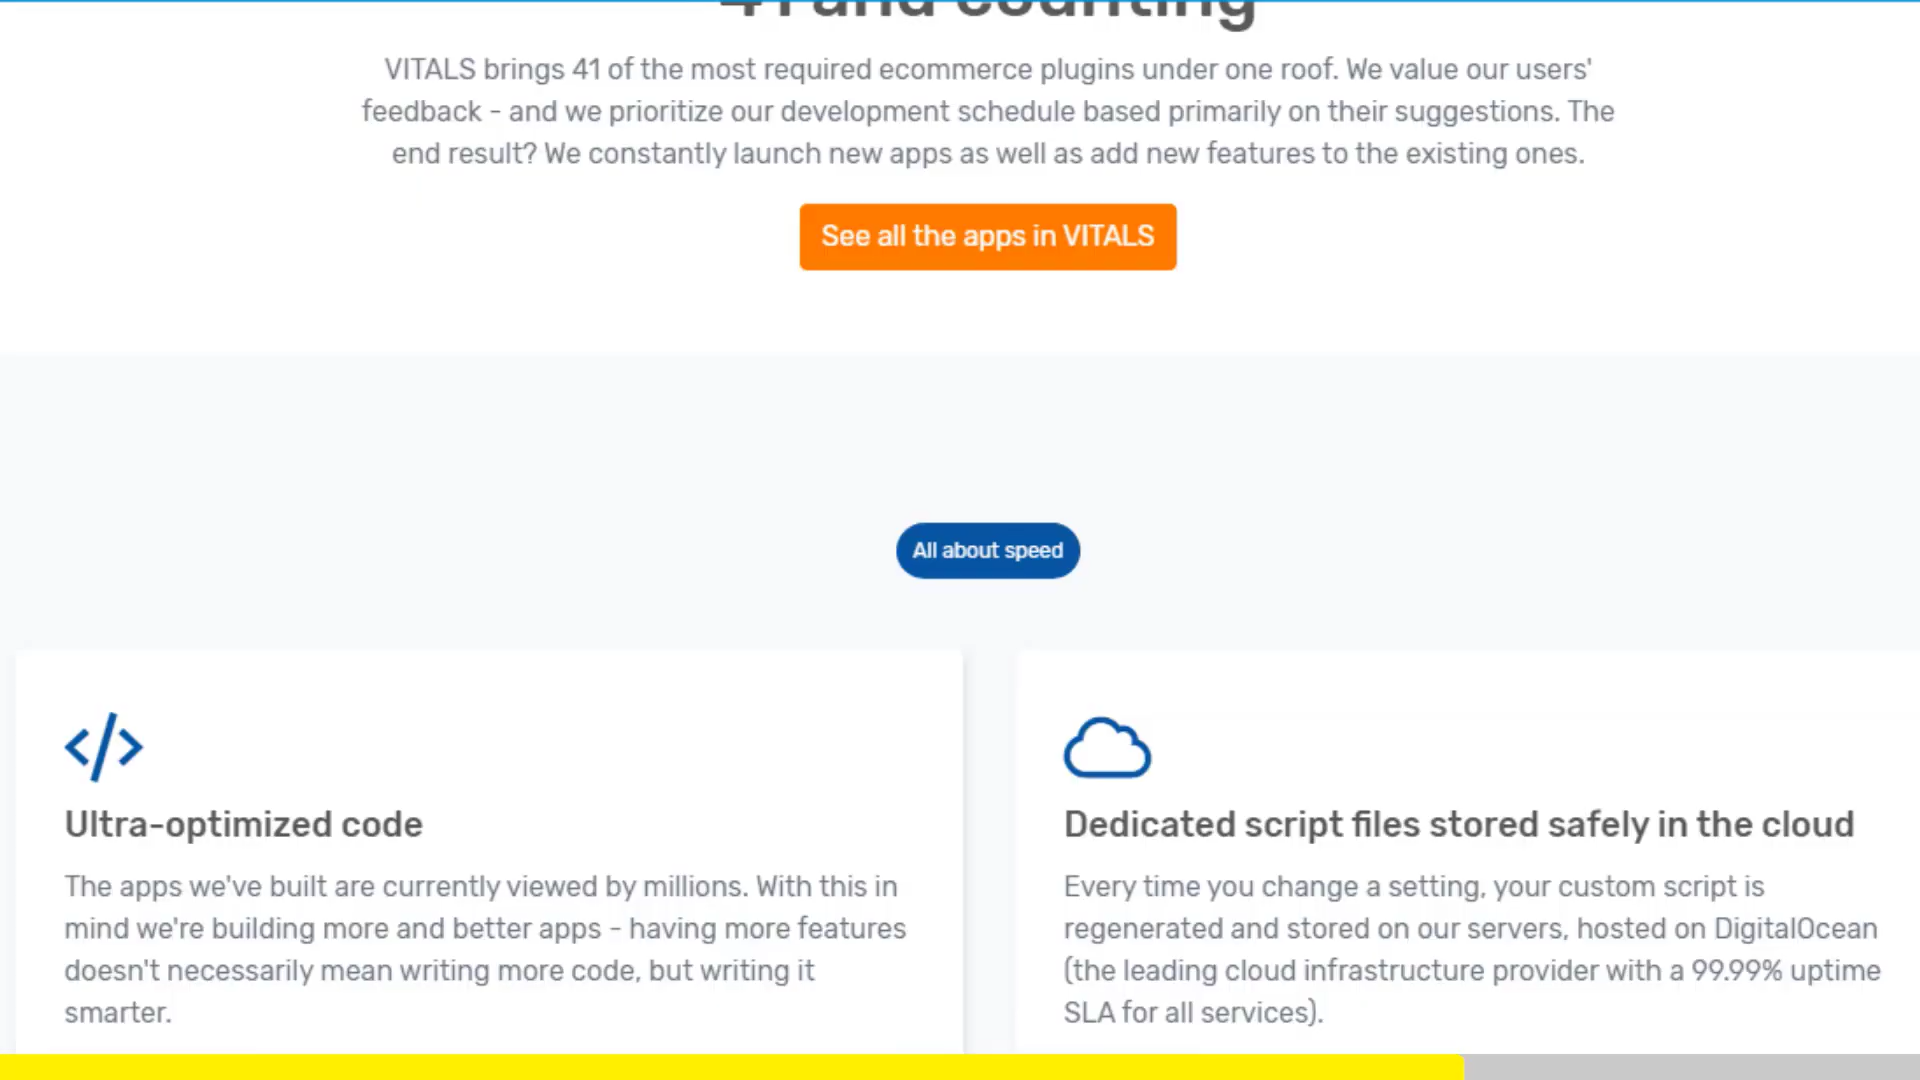 41 and counting
VITALS brings 41 of the most required ecommerce plugins under one roof. We value our users'
feedback - and we prioritize our development schedule based primarily on their suggestions. The
end result? We constantly launch new apps as well as add new features to the existing ones.
See all the apps in VITALS
All about speed
Ultra-optimized code
The apps we've built are currently viewed by millions. With this in
mind we're building more and better apps - having more features
doesn't necessarily mean writing more code, but writing it
smarter.
Dedicated script files stored safely in the cloud
Every time you change a setting, your custom script is
regenerated and stored on our servers, hosted on DigitalOcean
(the leading cloud infrastructure provider with a 99.99% uptime
SLA for all services).